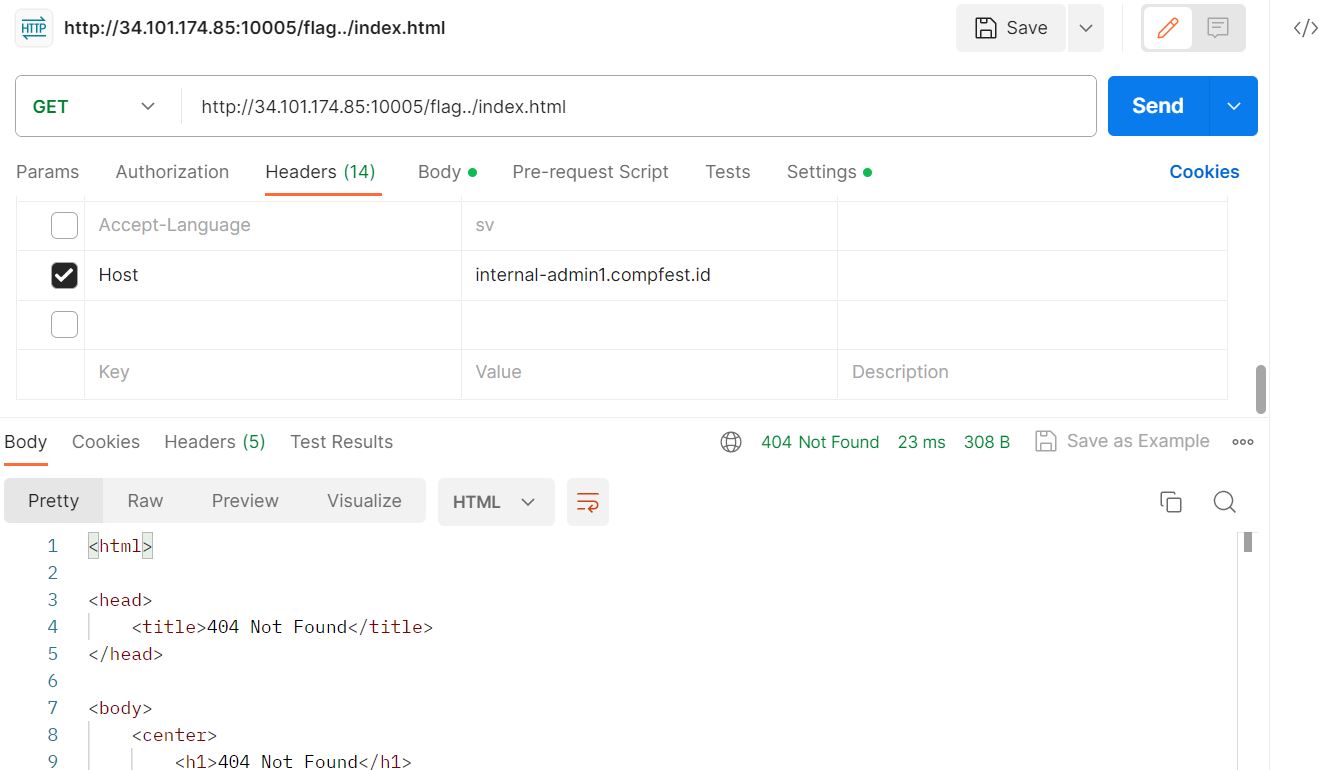 HTTP http://34.101.174.85:10005/flag../index.html Save </>
GET http://34.101.174.85:10005/flag../index.html Send
Params Authorization Headers (14) Body Pre-request Script Tests Settings Cookies
Accept-Language sv
Host internal-admin1.compfest.id
Key Value Description
Body Cookies Headers (5) Test Results 404 Not Found 23 ms 308 B Save as Example
Pretty Raw Preview Visualize HTML
1 <html>
2
3 <head>
4 <title>404 Not Found</title>
5 </head>
6
7 <body>
8 <center>
9 <h1>404 Not Found</h1>